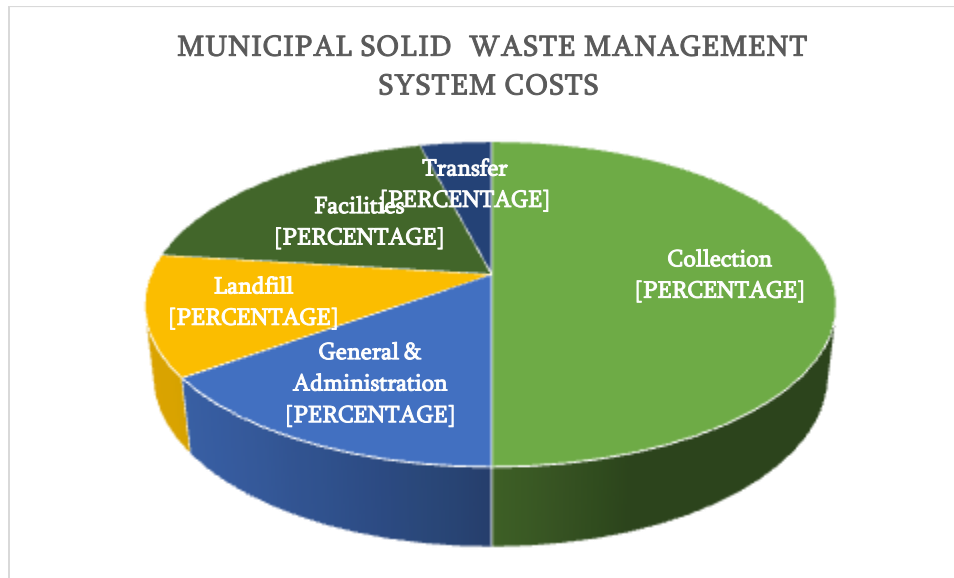 MUNICIPAL SOLID  WASTE MANAGEMENT
SYSTEM COSTS
Transfer
[PERCENTAGE]
Facilities
[PERCENTAGE]
Collection
[PERCENTAGE]
Landfill
[PERCENTAGE]
General &
Administration
[PERCENTAGE]